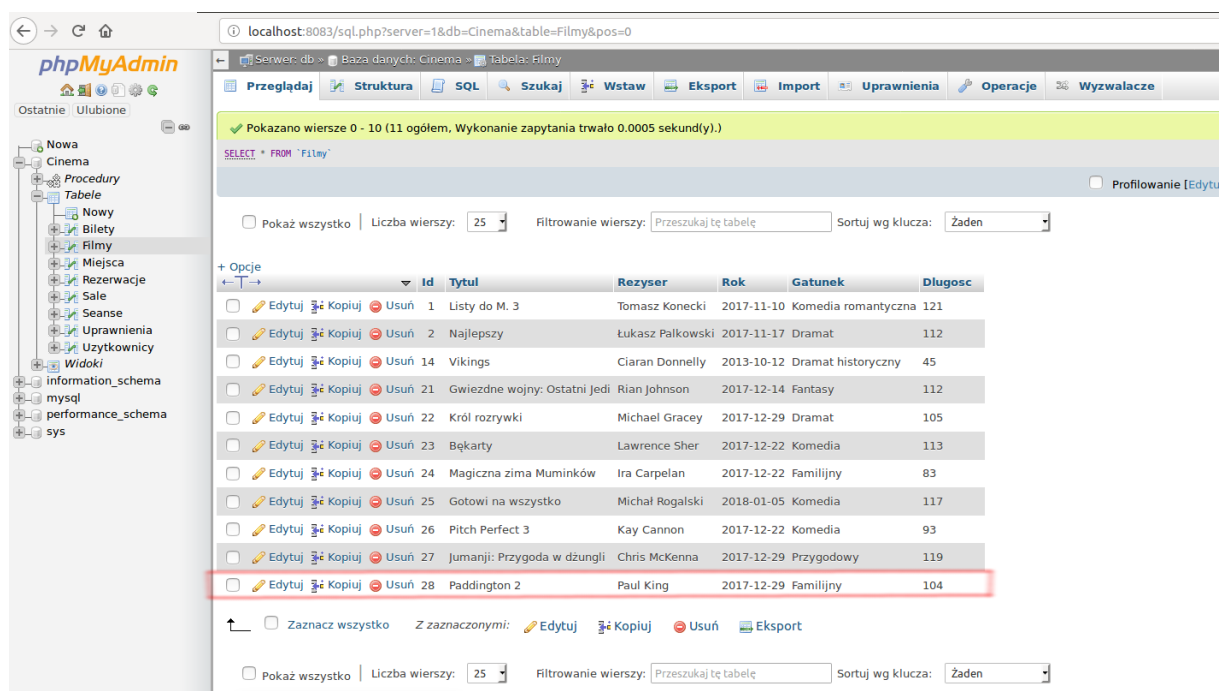 localhost:8083/sql.php?server=1&db=Cinema&table=Filmy&pos=0
phpMyAdmin
Ostatnie Ulubione
Nowa
Cinema
Procedury
Tabele
Nowy
Bilety
Filmy
Miejsca
Rezerwacje
Sale
Seanse
Uprawnienia
Uzytkownicy
Widoki
information_schema
mysql
performance_schema
sys
Serwer: db » Baza danych: Cinema » Tabela: Filmy
Przeglądaj Struktura SQL Szukaj Wstaw Eksport Import Uprawnienia Operacje Wyzwalacze
Pokazano wiersze 0 - 10 (11 ogółem, Wykonanie zapytania trwało 0.0005 sekund(y).)
SELECT * FROM `Filmy`
Profilowanie [Edytu
Pokaż wszystko | Liczba wierszy: 25 Filtrowanie wierszy: Przeszukaj tę tabelę Sortuj wg klucza: Żaden
+ Opcje
←T→ Id Tytul Rezyser Rok Gatunek Dlugosc
Edytuj Kopiuj Usuń 1 Listy do M. 3 Tomasz Konecki 2017-11-10 Komedia romantyczna 121
Edytuj Kopiuj Usuń 2 Najlepszy Łukasz Palkowski 2017-11-17 Dramat 112
Edytuj Kopiuj Usuń 14 Vikings Ciaran Donnelly 2013-10-12 Dramat historyczny 45
Edytuj Kopiuj Usuń 21 Gwiezdne wojny: Ostatni Jedi Rian Johnson 2017-12-14 Fantasy 112
Edytuj Kopiuj Usuń 22 Król rozrywki Michael Gracey 2017-12-29 Dramat 105
Edytuj Kopiuj Usuń 23 Bękarty Lawrence Sher 2017-12-22 Komedia 113
Edytuj Kopiuj Usuń 24 Magiczna zima Muminków Ira Carpelan 2017-12-22 Familijny 83
Edytuj Kopiuj Usuń 25 Gotowi na wszystko Michał Rogalski 2018-01-05 Komedia 117
Edytuj Kopiuj Usuń 26 Pitch Perfect 3 Kay Cannon 2017-12-22 Komedia 93
Edytuj Kopiuj Usuń 27 Jumanji: Przygoda w dżungli Chris McKenna 2017-12-29 Przygodowy 119
Edytuj Kopiuj Usuń 28 Paddington 2 Paul King 2017-12-29 Familijny 104
Zaznacz wszystko Z zaznaczonymi: Edytuj Kopiuj Usuń Eksport
Pokaż wszystko | Liczba wierszy: 25 Filtrowanie wierszy: Przeszukaj tę tabelę Sortuj wg klucza: Żaden